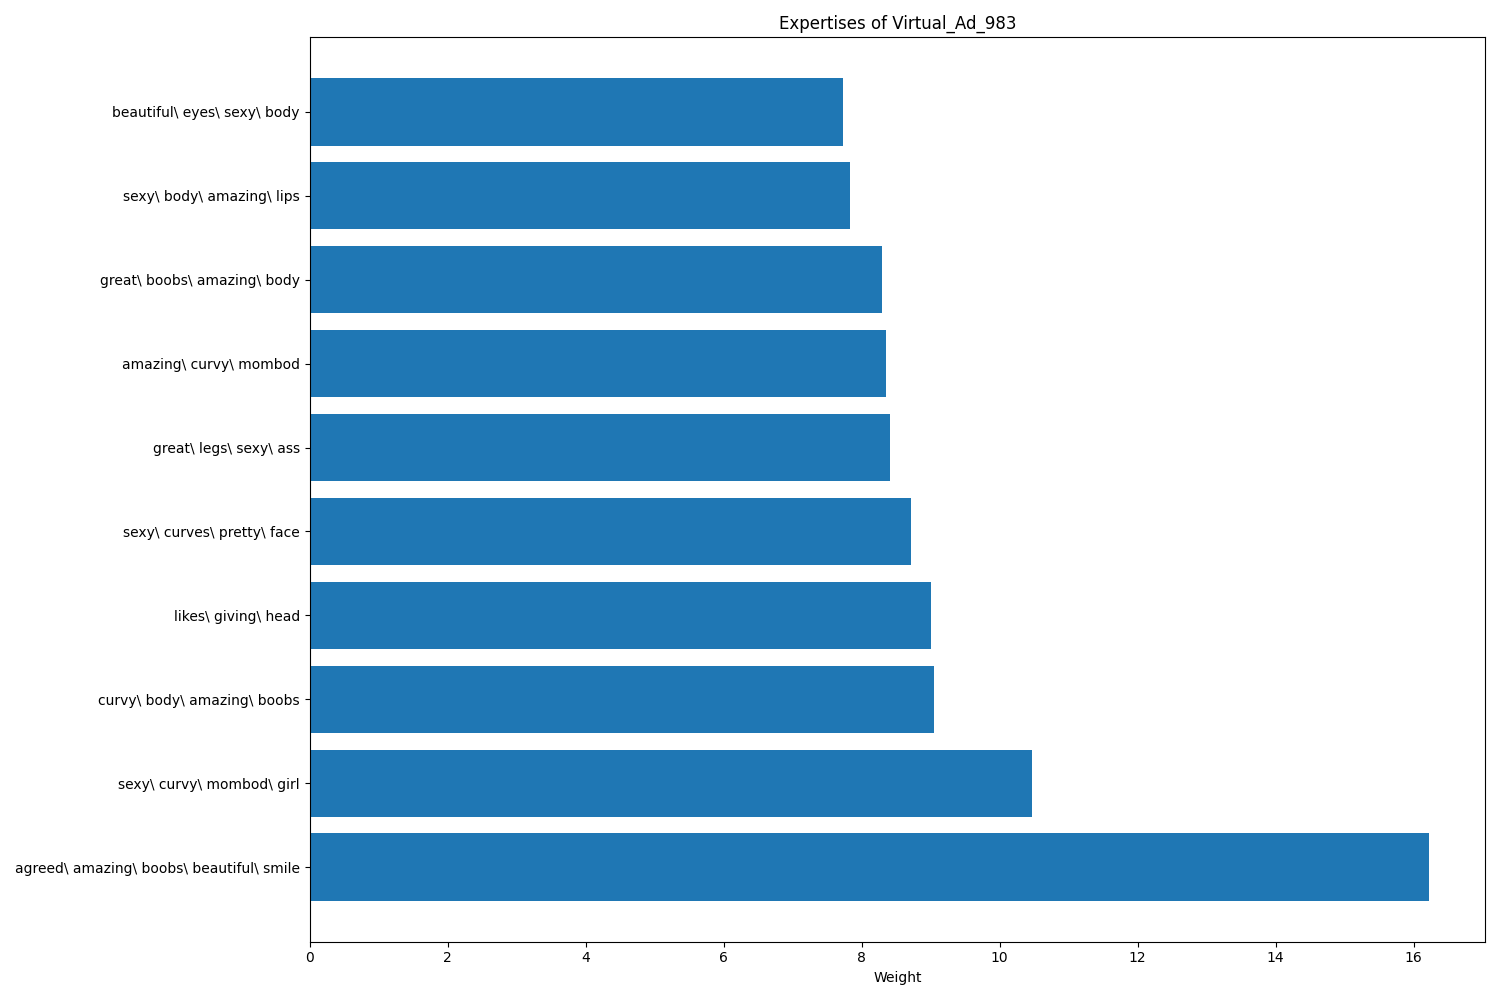 Expertises of Virtual_Ad_983
beautiful\ eyes\ sexy\ body
sexy\ body\ amazing\ lips
great\ boobs\ amazing\ body
amazing\ curvy\ mombod
great\ legs\ sexy\ ass
sexy\ curves\ pretty\ face
likes\ giving\ head
curvy\ body\ amazing\ boobs
sexy\ curvy\ mombod\ girl
agreed\ amazing\ boobs\ beautiful\ smile
0 2 4 6 8 10 12 14 16
Weight